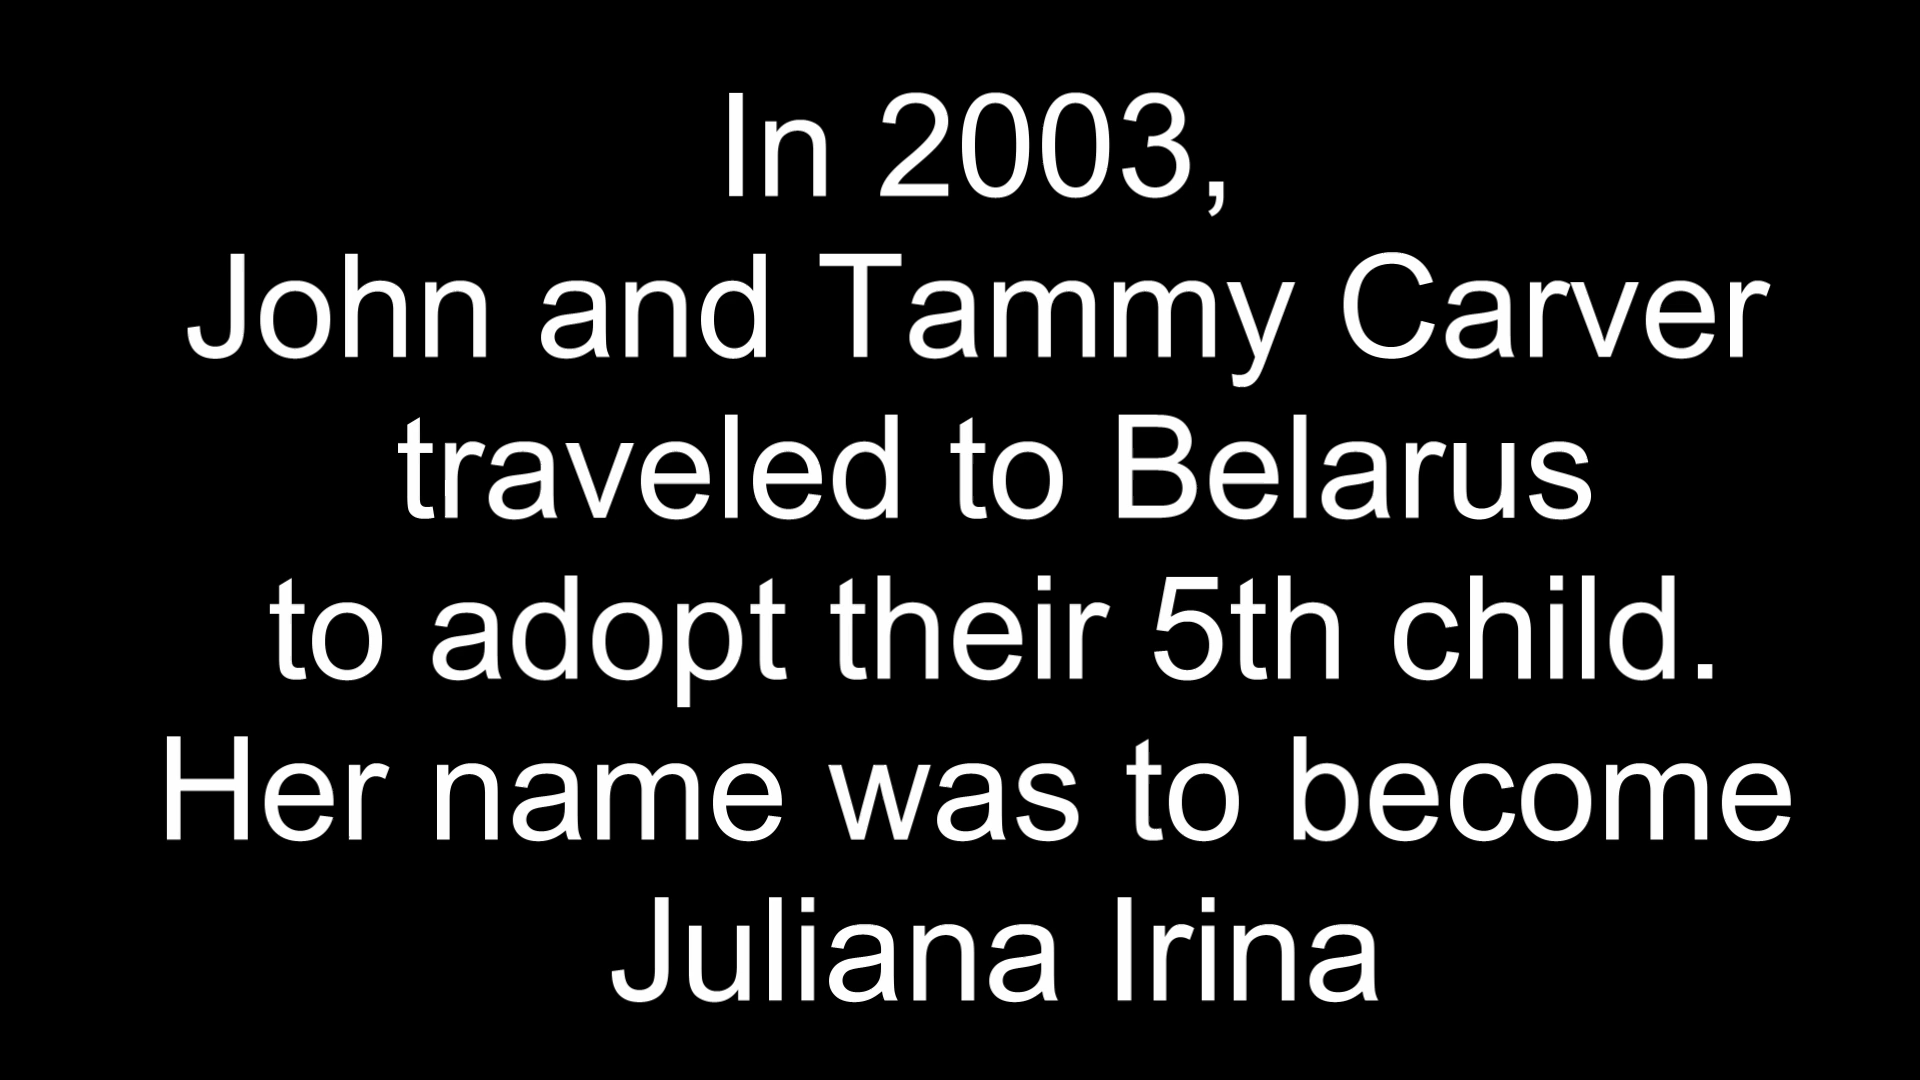 In 2003,
John and Tammy Carver
traveled to Belarus
to adopt their 5th child.
Her name was to become
Juliana Irina